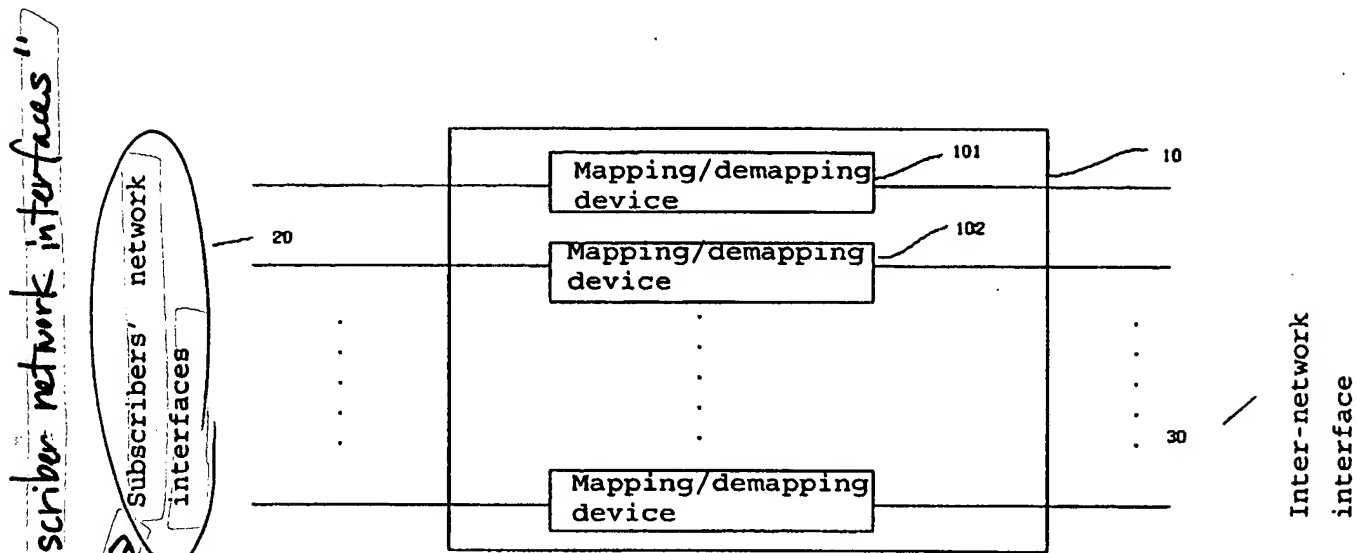 scriber network interfaces"
Subscribers' network
interfaces
20
Mapping/demapping
device
101
10
Mapping/demapping
device
102
Mapping/demapping
device
30
Inter-network
interface